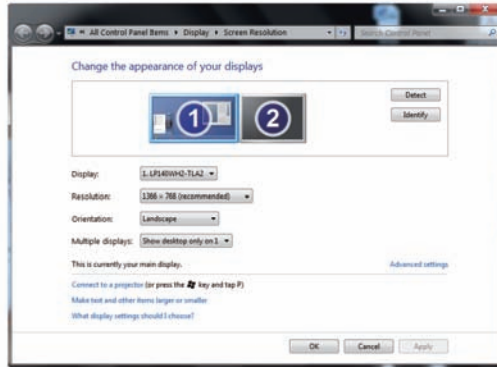 « All Control Panel Items ▸ Display ▸ Screen Resolution
Search Control Panel
Change the appearance of your displays
1
2
Detect
Identify
Display: 1. LP140WH2-TLA2
Resolution: 1366 × 768 (recommended)
Orientation: Landscape
Multiple displays: Show desktop only on 1
This is currently your main display.
Advanced settings
Connect to a projector (or press the key and tap P)
Make text and other items larger or smaller
What display settings should I choose?
OK
Cancel
Apply